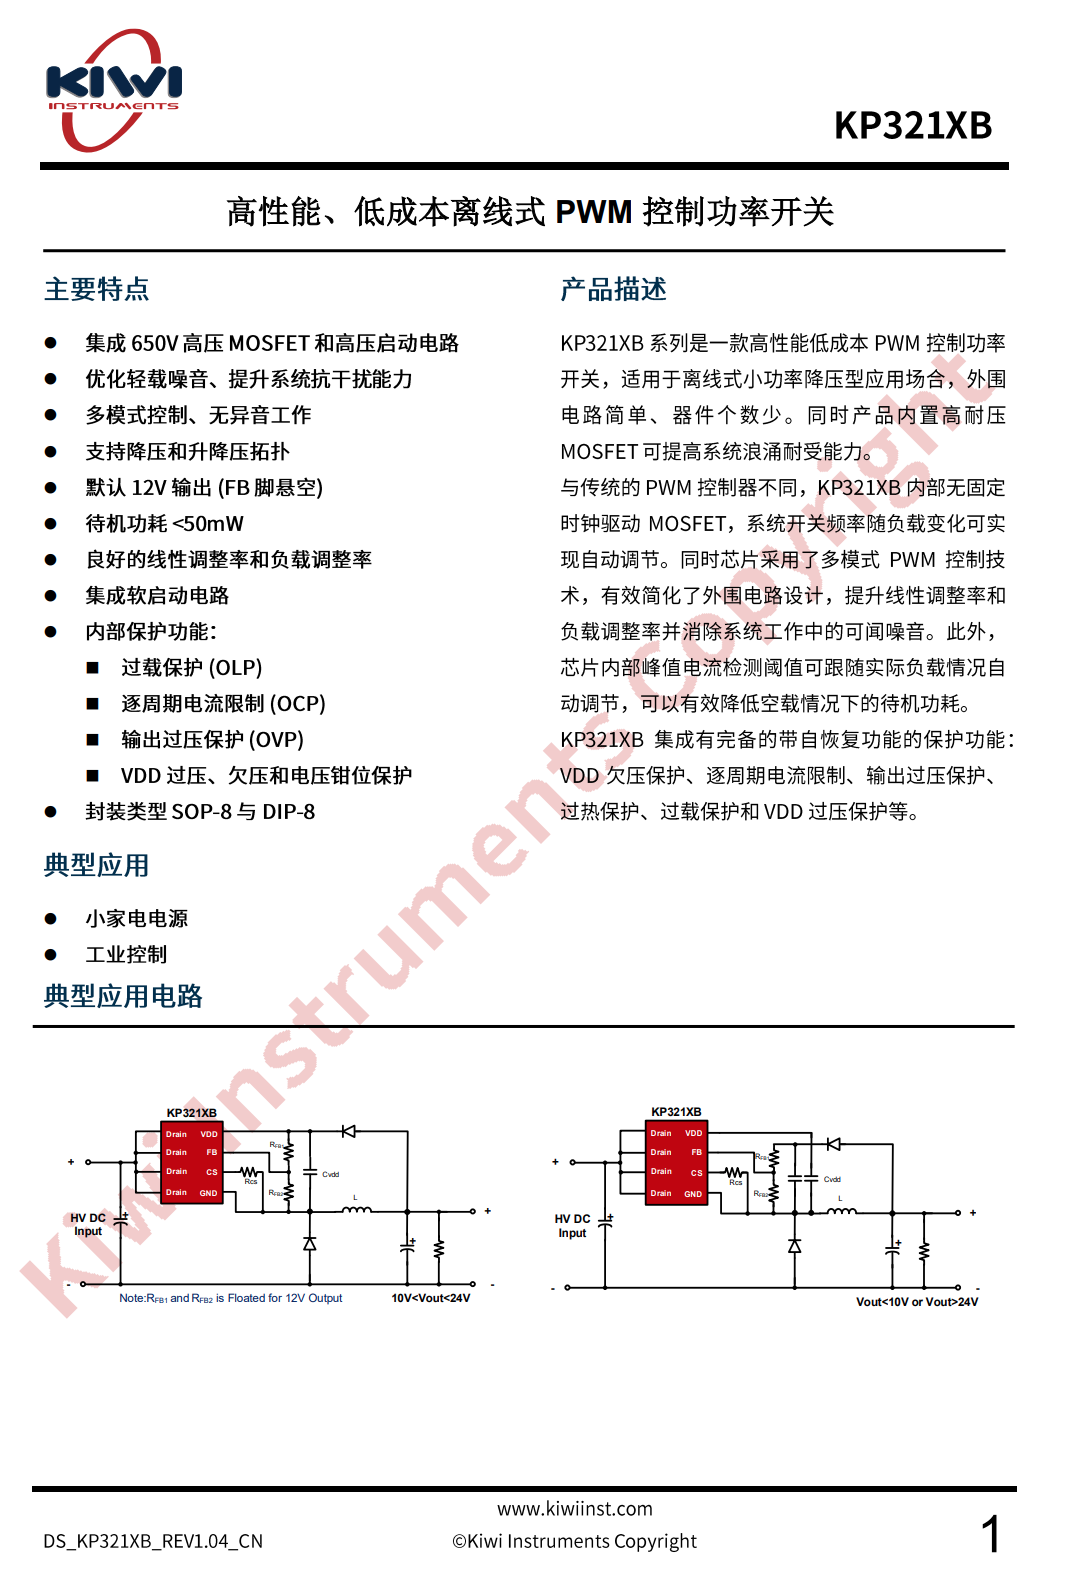 KIWI
INSTRUMENTS
KP321XB
高性能、低成本离线式 PWM 控制功率开关
主要特点
● 集成 650V 高压 MOSFET 和高压启动电路
● 优化轻载噪音、提升系统抗干扰能力
● 多模式控制、无异音工作
● 支持降压和升降压拓扑
● 默认 12V 输出 (FB 脚悬空)
● 待机功耗 <50mW
● 良好的线性调整率和负载调整率
● 集成软启动电路
● 内部保护功能：
■ 过载保护 (OLP)
■ 逐周期电流限制 (OCP)
■ 输出过压保护 (OVP)
■ VDD 过压、欠压和电压钳位保护
● 封装类型 SOP-8 与 DIP-8
典型应用
● 小家电电源
● 工业控制
产品描述
KP321XB 系列是一款高性能低成本 PWM 控制功率
开关，适用于离线式小功率降压型应用场合，外围
电路简单、器件个数少。同时产品内置高耐压
MOSFET 可提高系统浪涌耐受能力。
与传统的 PWM 控制器不同，KP321XB 内部无固定
时钟驱动 MOSFET，系统开关频率随负载变化可实
现自动调节。同时芯片采用了多模式 PWM 控制技
术，有效简化了外围电路设计，提升线性调整率和
负载调整率并消除系统工作中的可闻噪音。此外，
芯片内部峰值电流检测阈值可跟随实际负载情况自
动调节，可以有效降低空载情况下的待机功耗。
KP321XB 集成有完备的带自恢复功能的保护功能：
VDD 欠压保护、逐周期电流限制、输出过压保护、
过热保护、过载保护和 VDD 过压保护等。
典型应用电路
KP321XB
Drain VDD
Drain FB
Drain CS
Drain GND
RFB1
RFB2
Rcs
Cvdd
L
+
+
+
+
HV DC
Input
-
-
Note:RFB1 and RFB2 is Floated for 12V Output
10V<Vout<24V
KP321XB
Drain VDD
Drain FB
Drain CS
Drain GND
RFB1
RFB2
Rcs
Cvdd
L
+
+
+
+
HV DC
Input
-
-
Vout<10V or Vout>24V
Kiwi Instruments Copyright
www.kiwiinst.com
DS_KP321XB_REV1.04_CN
©Kiwi Instruments Copyright
1